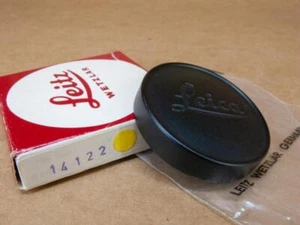 Leitz
WETZLAR
14122
Leica
LEITZ WETZLAR GERMANY